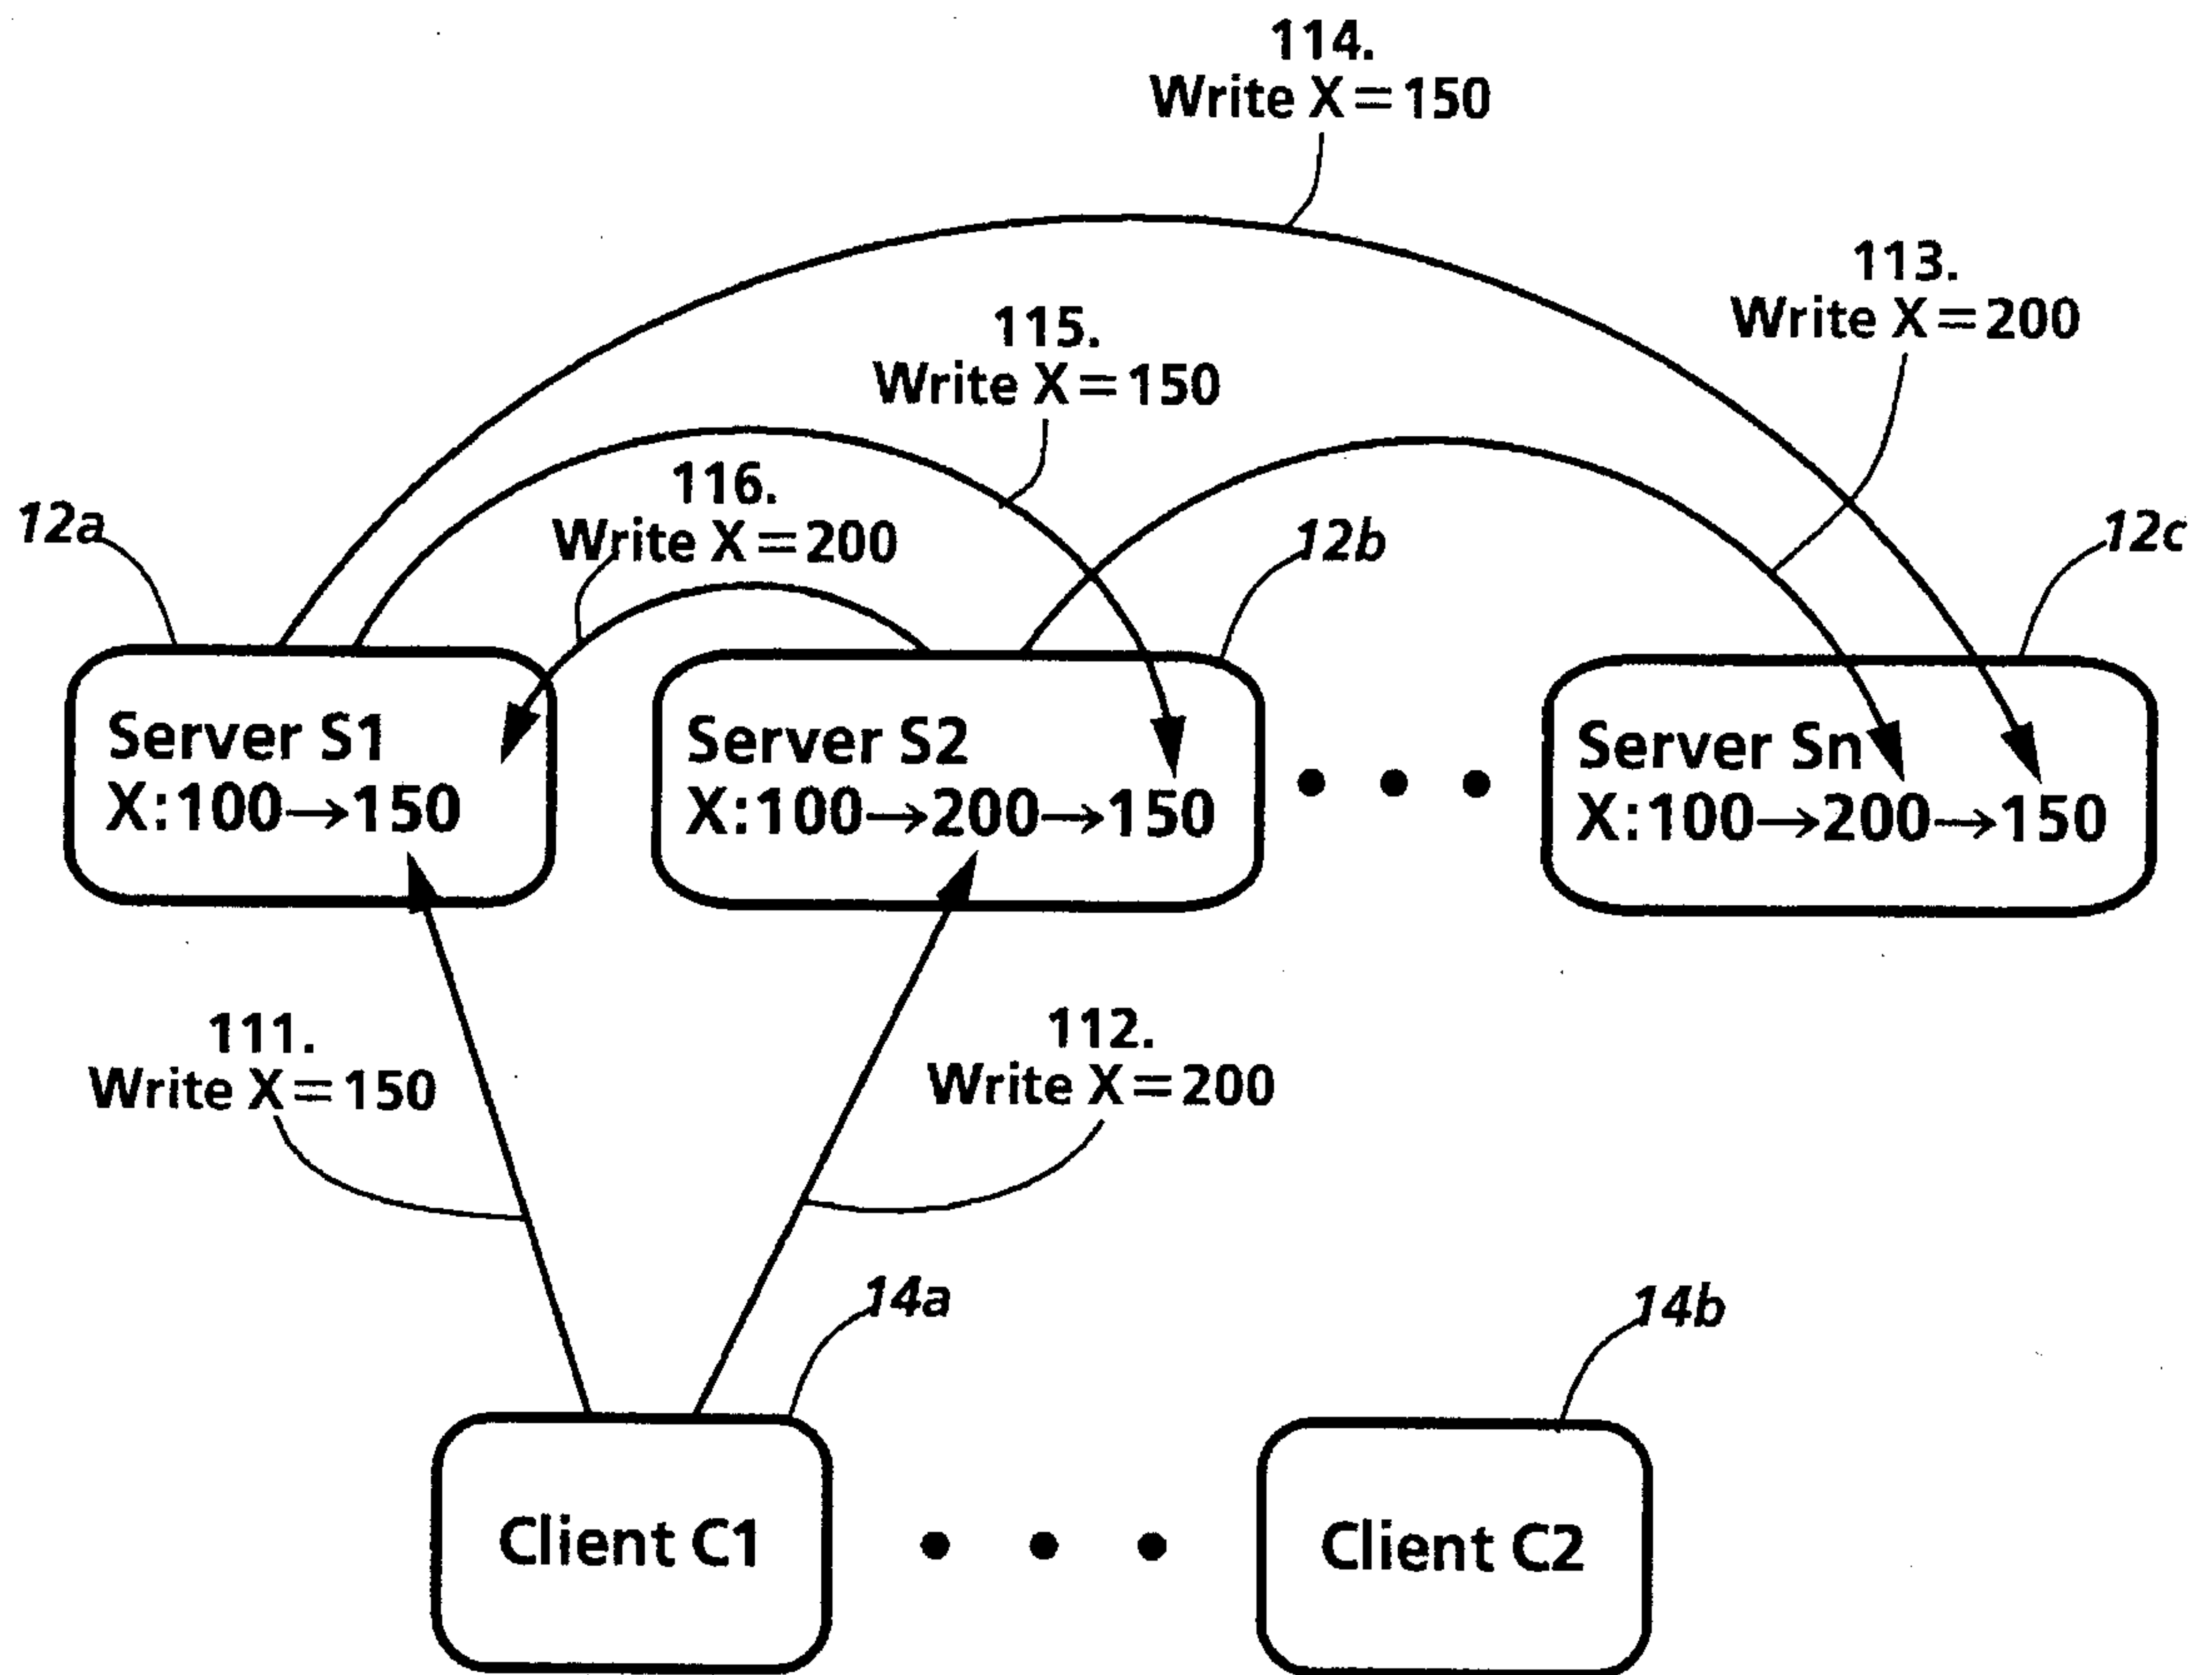 114.
Write X=150
113.
Write X=200
115.
Write X=150
116.
Write X=200
12a
12b
12c
Server S1
X:100→150
Server S2
X:100→200→150
Server Sn
X:100→200→150
111.
Write X=150
112.
Write X=200
14a
14b
Client C1
Client C2